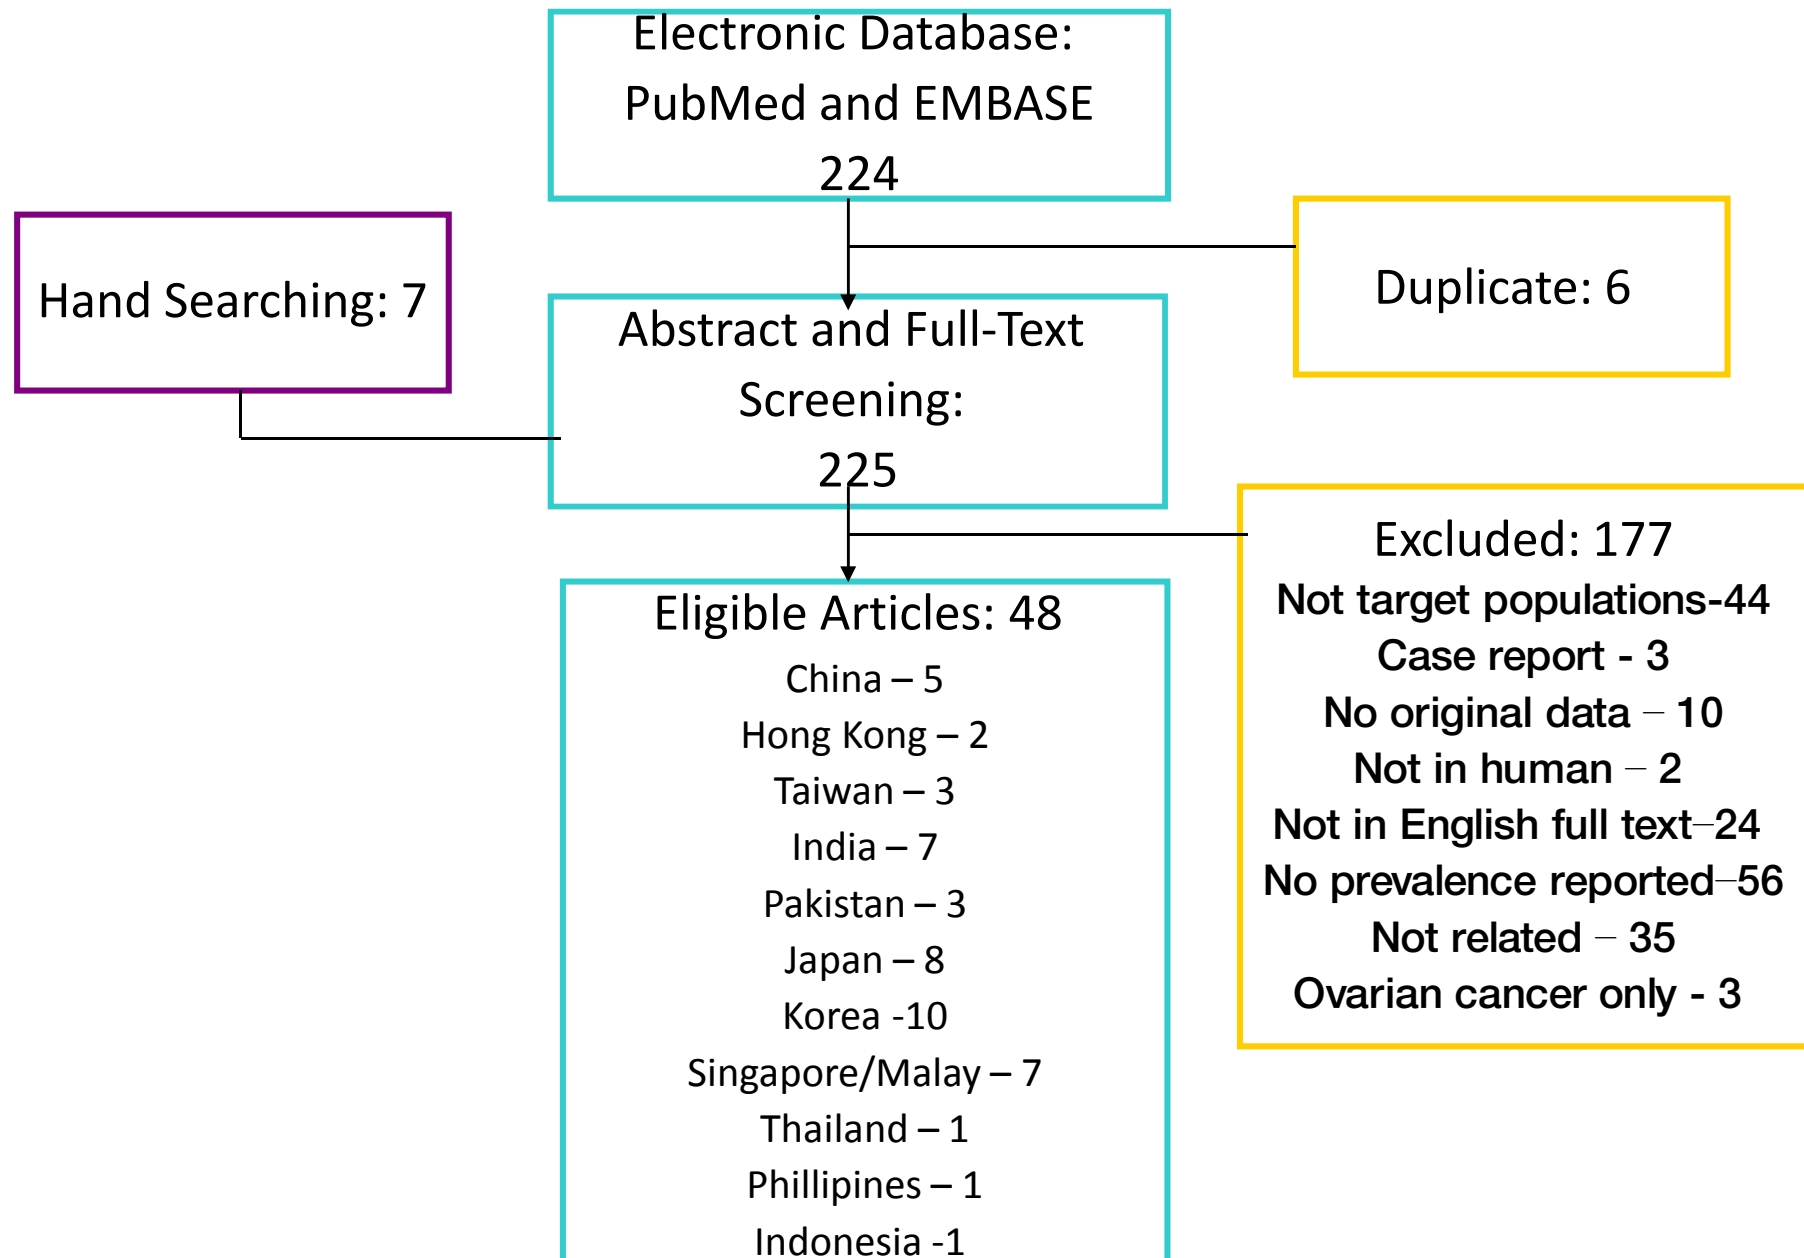 Electronic Database:
PubMed and EMBASE
224
Hand Searching: 7
Duplicate: 6
Abstract and Full-Text
Screening:
225
Excluded: 177
Not target populations-44
Case report - 3
No original data – 10
Not in human – 2
Not in English full text–24
No prevalence reported–56
Not related – 35
Ovarian cancer only - 3
Eligible Articles: 48
China – 5
Hong Kong – 2
Taiwan – 3
India – 7
Pakistan – 3
Japan – 8
Korea -10
Singapore/Malay – 7
Thailand – 1
Phillipines – 1
Indonesia -1